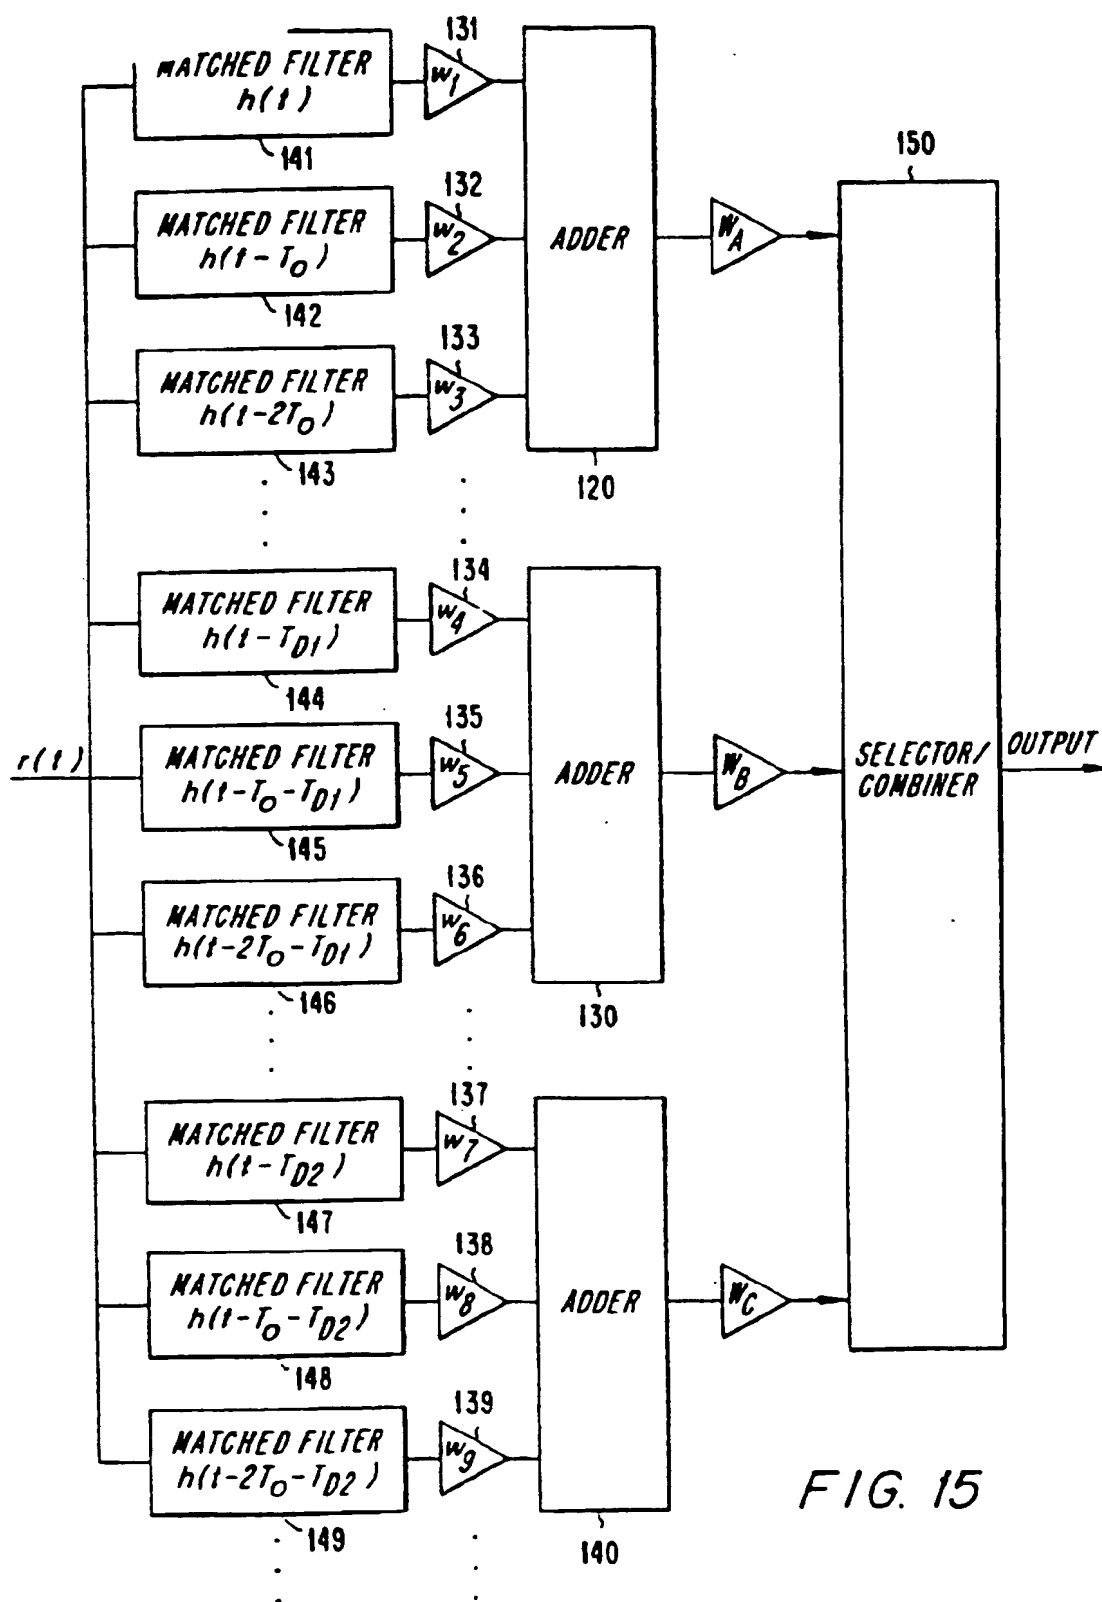 131
MATCHED FILTER
h(t)
W1
141
150
132
MATCHED FILTER
h(t-TO)
W2
ADDER
WA
142
133
MATCHED FILTER
h(t-2TO)
W3
143
120
134
MATCHED FILTER
h(t-TD1)
W4
144
135
r(t)
MATCHED FILTER
h(t-TO-TD1)
W5
ADDER
WB
SELECTOR/
COMBINER
OUTPUT
145
136
MATCHED FILTER
h(t-2TO-TD1)
W6
146
130
137
MATCHED FILTER
h(t-TD2)
W7
147
138
MATCHED FILTER
h(t-TO-TD2)
W8
ADDER
WC
148
139
MATCHED FILTER
h(t-2TO-TD2)
W9
149
140
FIG. 15